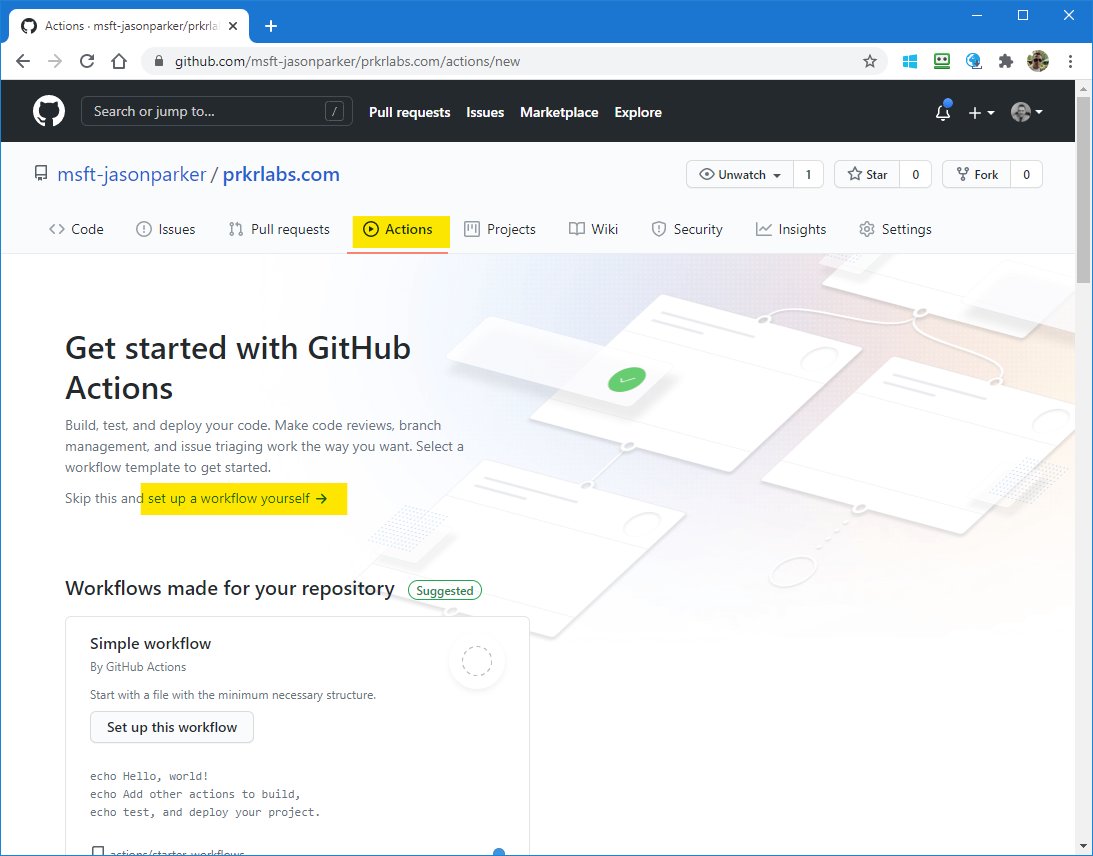 Actions · msft-jasonparker/prkrla
github.com/msft-jasonparker/prkrlabs.com/actions/new
Search or jump to... /
Pull requests Issues Marketplace Explore
msft-jasonparker / prkrlabs.com
Unwatch 1 Star 0 Fork 0
Code Issues Pull requests Actions Projects Wiki Security Insights Settings
Get started with GitHub
Actions
Build, test, and deploy your code. Make code reviews, branch
management, and issue triaging work the way you want. Select a
workflow template to get started.
Skip this and set up a workflow yourself →
Workflows made for your repository Suggested
Simple workflow
By GitHub Actions
Start with a file with the minimum necessary structure.
Set up this workflow
echo Hello, world!
echo Add other actions to build,
echo test, and deploy your project.
actions/starter-workflows